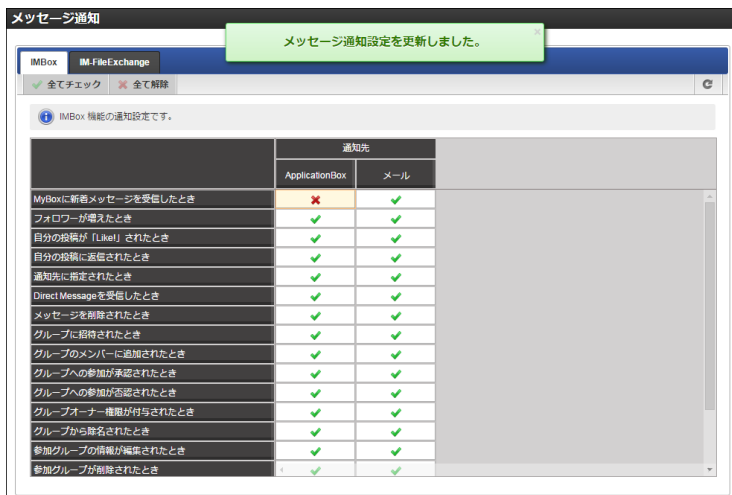 メッセージ通知
メッセージ通知設定を更新しました。
IMBox
IM-FileExchange
全てチェック
全て解除
IMBox 機能の通知設定です。
通知先
ApplicationBox
メール
MyBoxに新着メッセージを受信したとき
フォロワーが増えたとき
自分の投稿が「Like!」されたとき
自分の投稿に返信されたとき
通知先に指定されたとき
Direct Messageを受信したとき
メッセージを削除されたとき
グループに招待されたとき
グループのメンバーに追加されたとき
グループへの参加が承認されたとき
グループへの参加が否認されたとき
グループオーナー権限が付与されたとき
グループから除名されたとき
参加グループの情報が編集されたとき
参加グループが削除されたとき